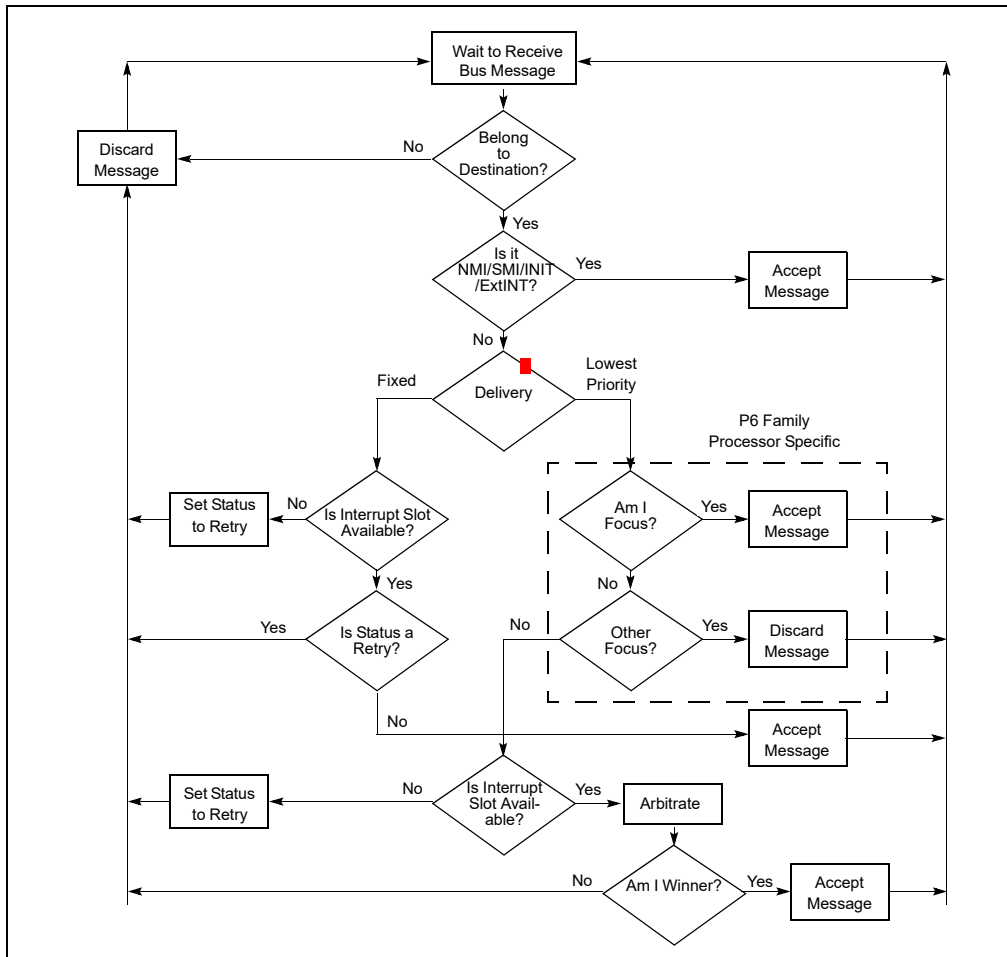 Wait to Receive
Bus Message
Belong
to
Destination?
No
Discard
Message
Yes
Is it
NMI/SMI/INIT
/ExtINT?
Yes
Accept
Message
No
Delivery
Fixed
Lowest
Priority
P6 Family
Processor Specific
Set Status
to Retry
No
Is Interrupt Slot
Available?
Am I
Focus?
Yes
Accept
Message
Yes
No
Yes
Is Status a
Retry?
No
Other
Focus?
Yes
Discard
Message
No
Accept
Message
Set Status
to Retry
No
Is Interrupt
Slot Avail-
able?
Yes
Arbitrate
No
Am I Winner?
Yes
Accept
Message